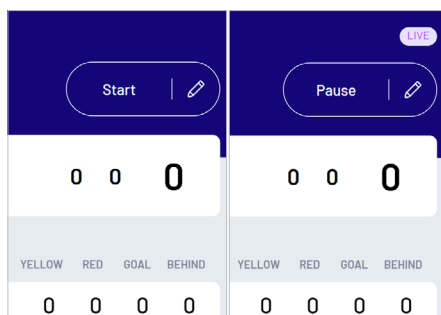 LIVE
Start
Pause
0 0 0
0 0 0
YELLOW RED GOAL BEHIND
YELLOW RED GOAL BEHIND
0 0 0 0
0 0 0 0